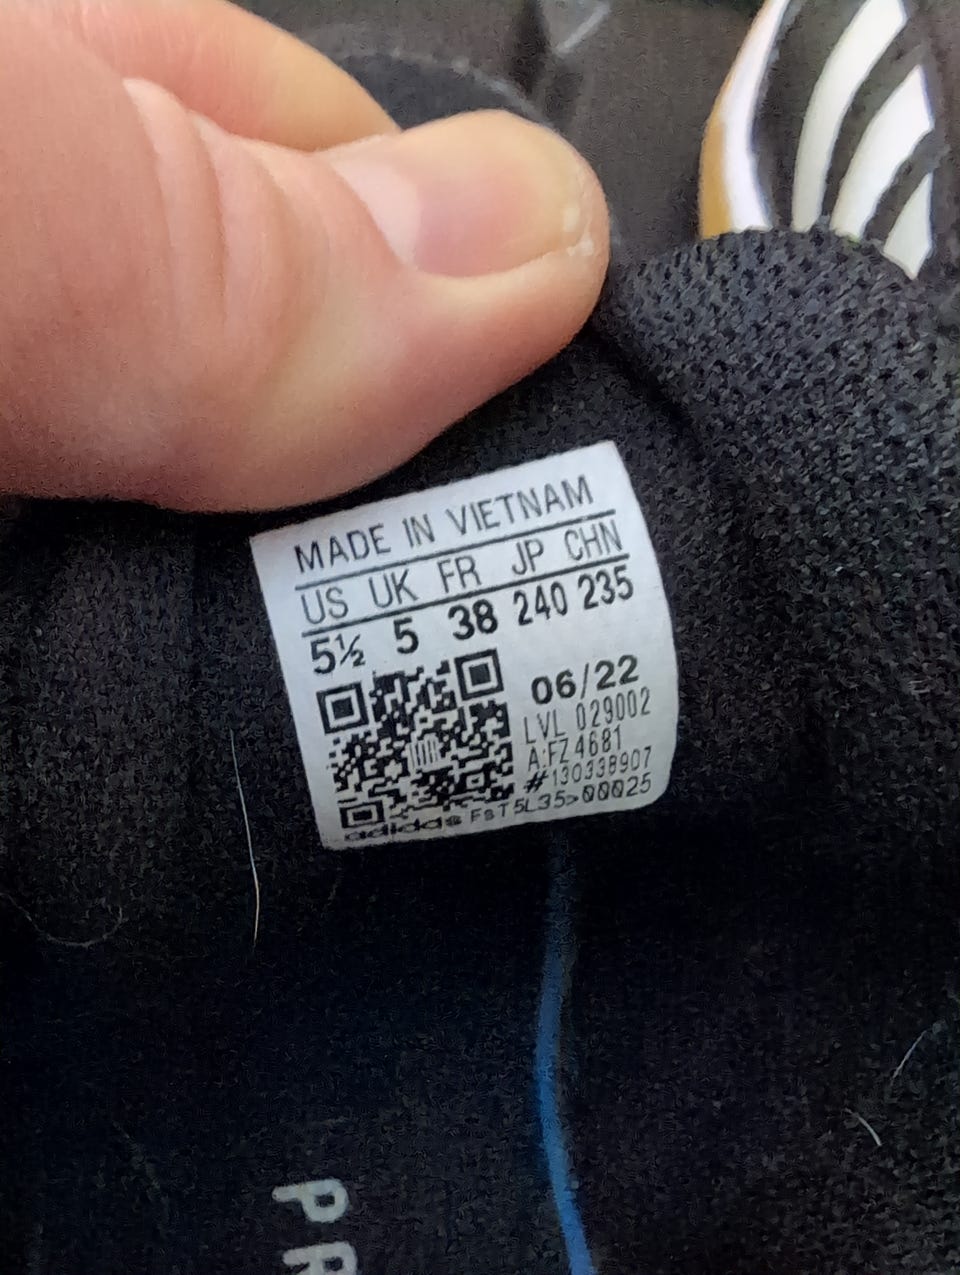 MADE IN VIETNAM
US UK FR JP CHN
5½ 5 38 240 235
06/22
LVL 029002
A:FZ4681
#130338907
adidas FsT5L35>00025
PR